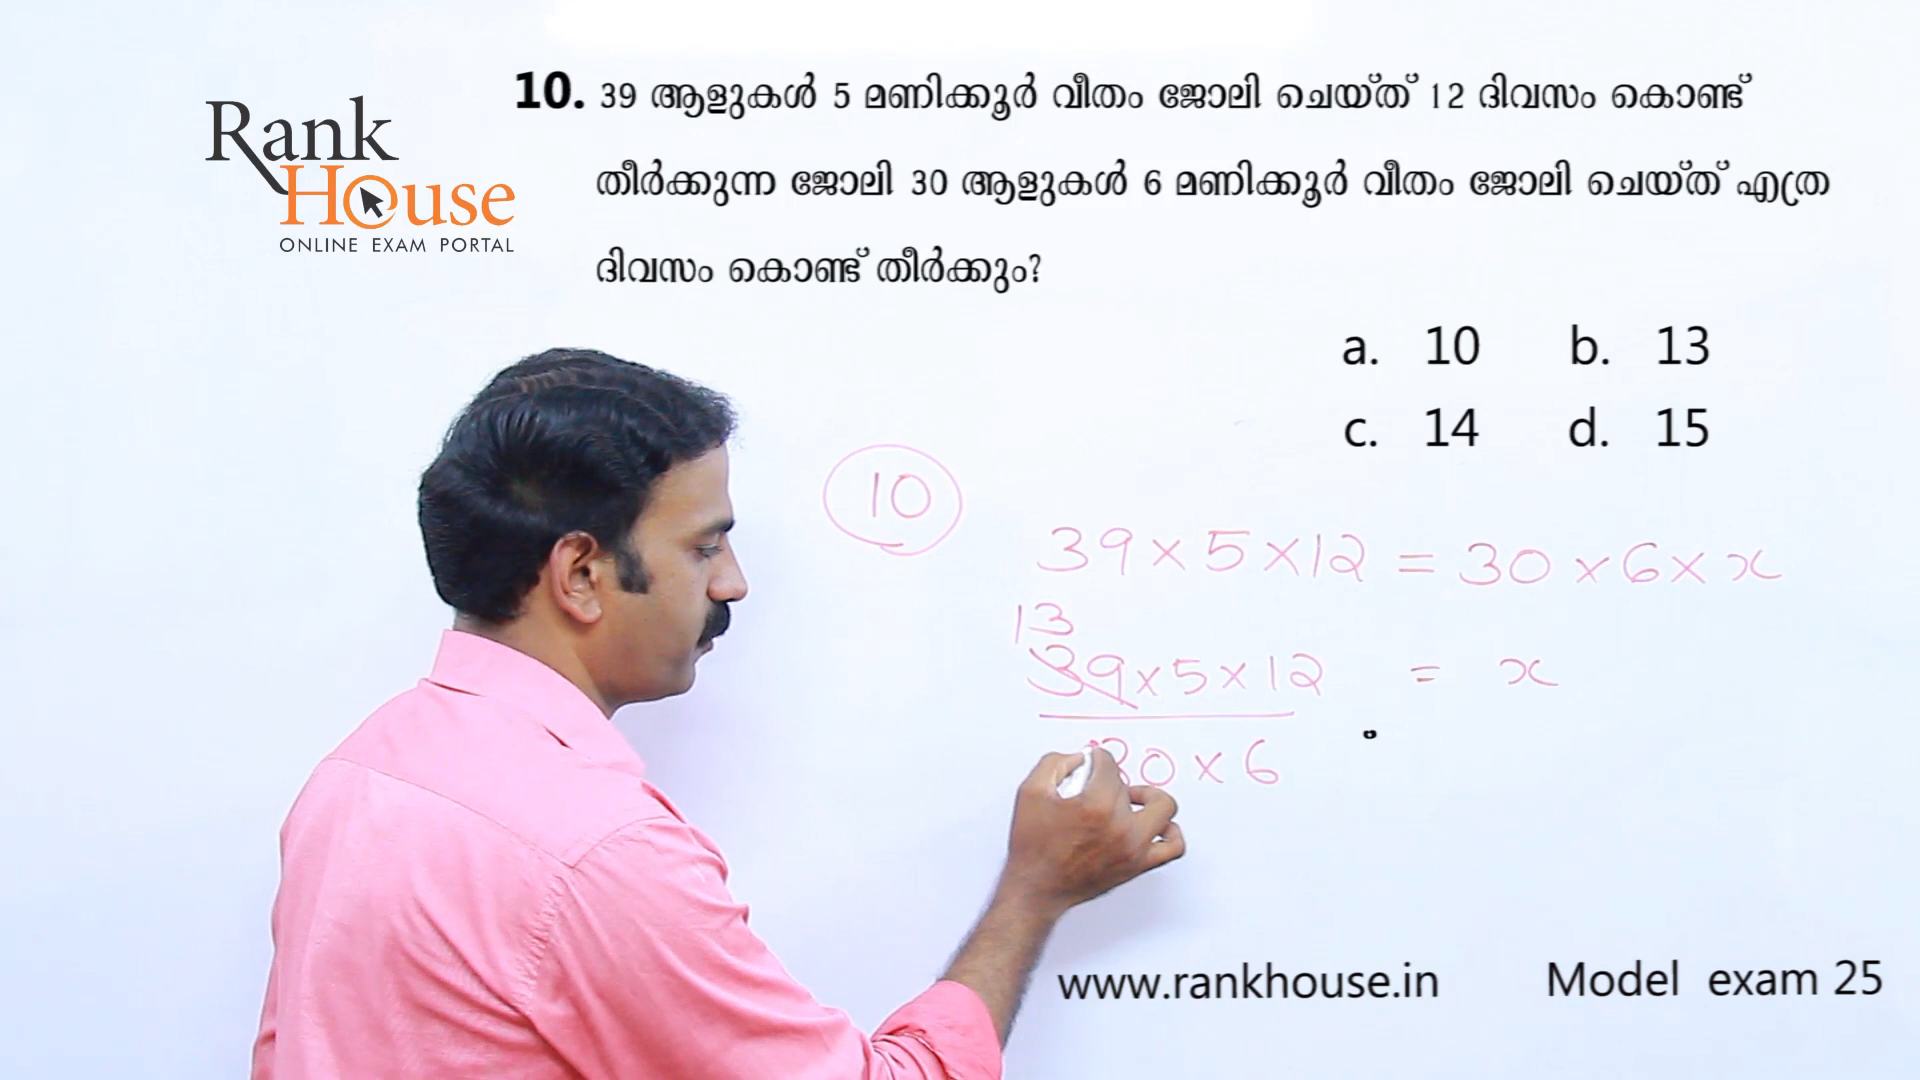 Rank
House
ONLINE EXAM PORTAL
10. 39 ആളുകൾ 5 മണിക്കൂർ വീതം ജോലി ചെയ്ത് 12 ദിവസം കൊണ്ട്
തീർക്കുന്ന ജോലി 30 ആളുകൾ 6 മണിക്കൂർ വീതം ജോലി ചെയ്ത് എത്ര
ദിവസം കൊണ്ട് തീർക്കും?
a. 10 b. 13
c. 14 d. 15
10
39 × 5 × 12 = 30 × 6 × x
13
39 × 5 × 12 = x
30 × 6
www.rankhouse.in Model exam 25